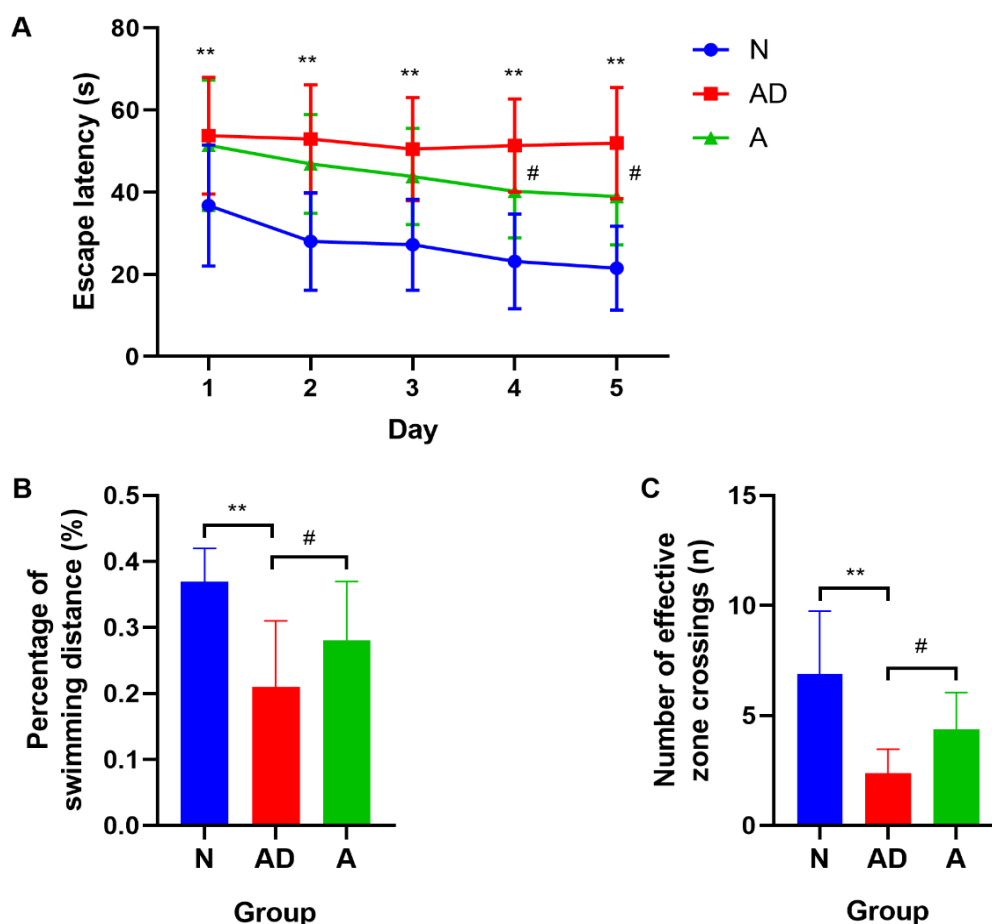 A
Escape latency (s)
80
60
40
20
0
** ** ** ** **
# #
1 2 3 4 5
Day
N
AD
A
B
Percentage of
swimming distance (%)
0.5
0.4
0.3
0.2
0.1
0.0
**
#
N AD A
Group
C
Number of effective
zone crossings (n)
15
10
5
0
**
#
N AD A
Group